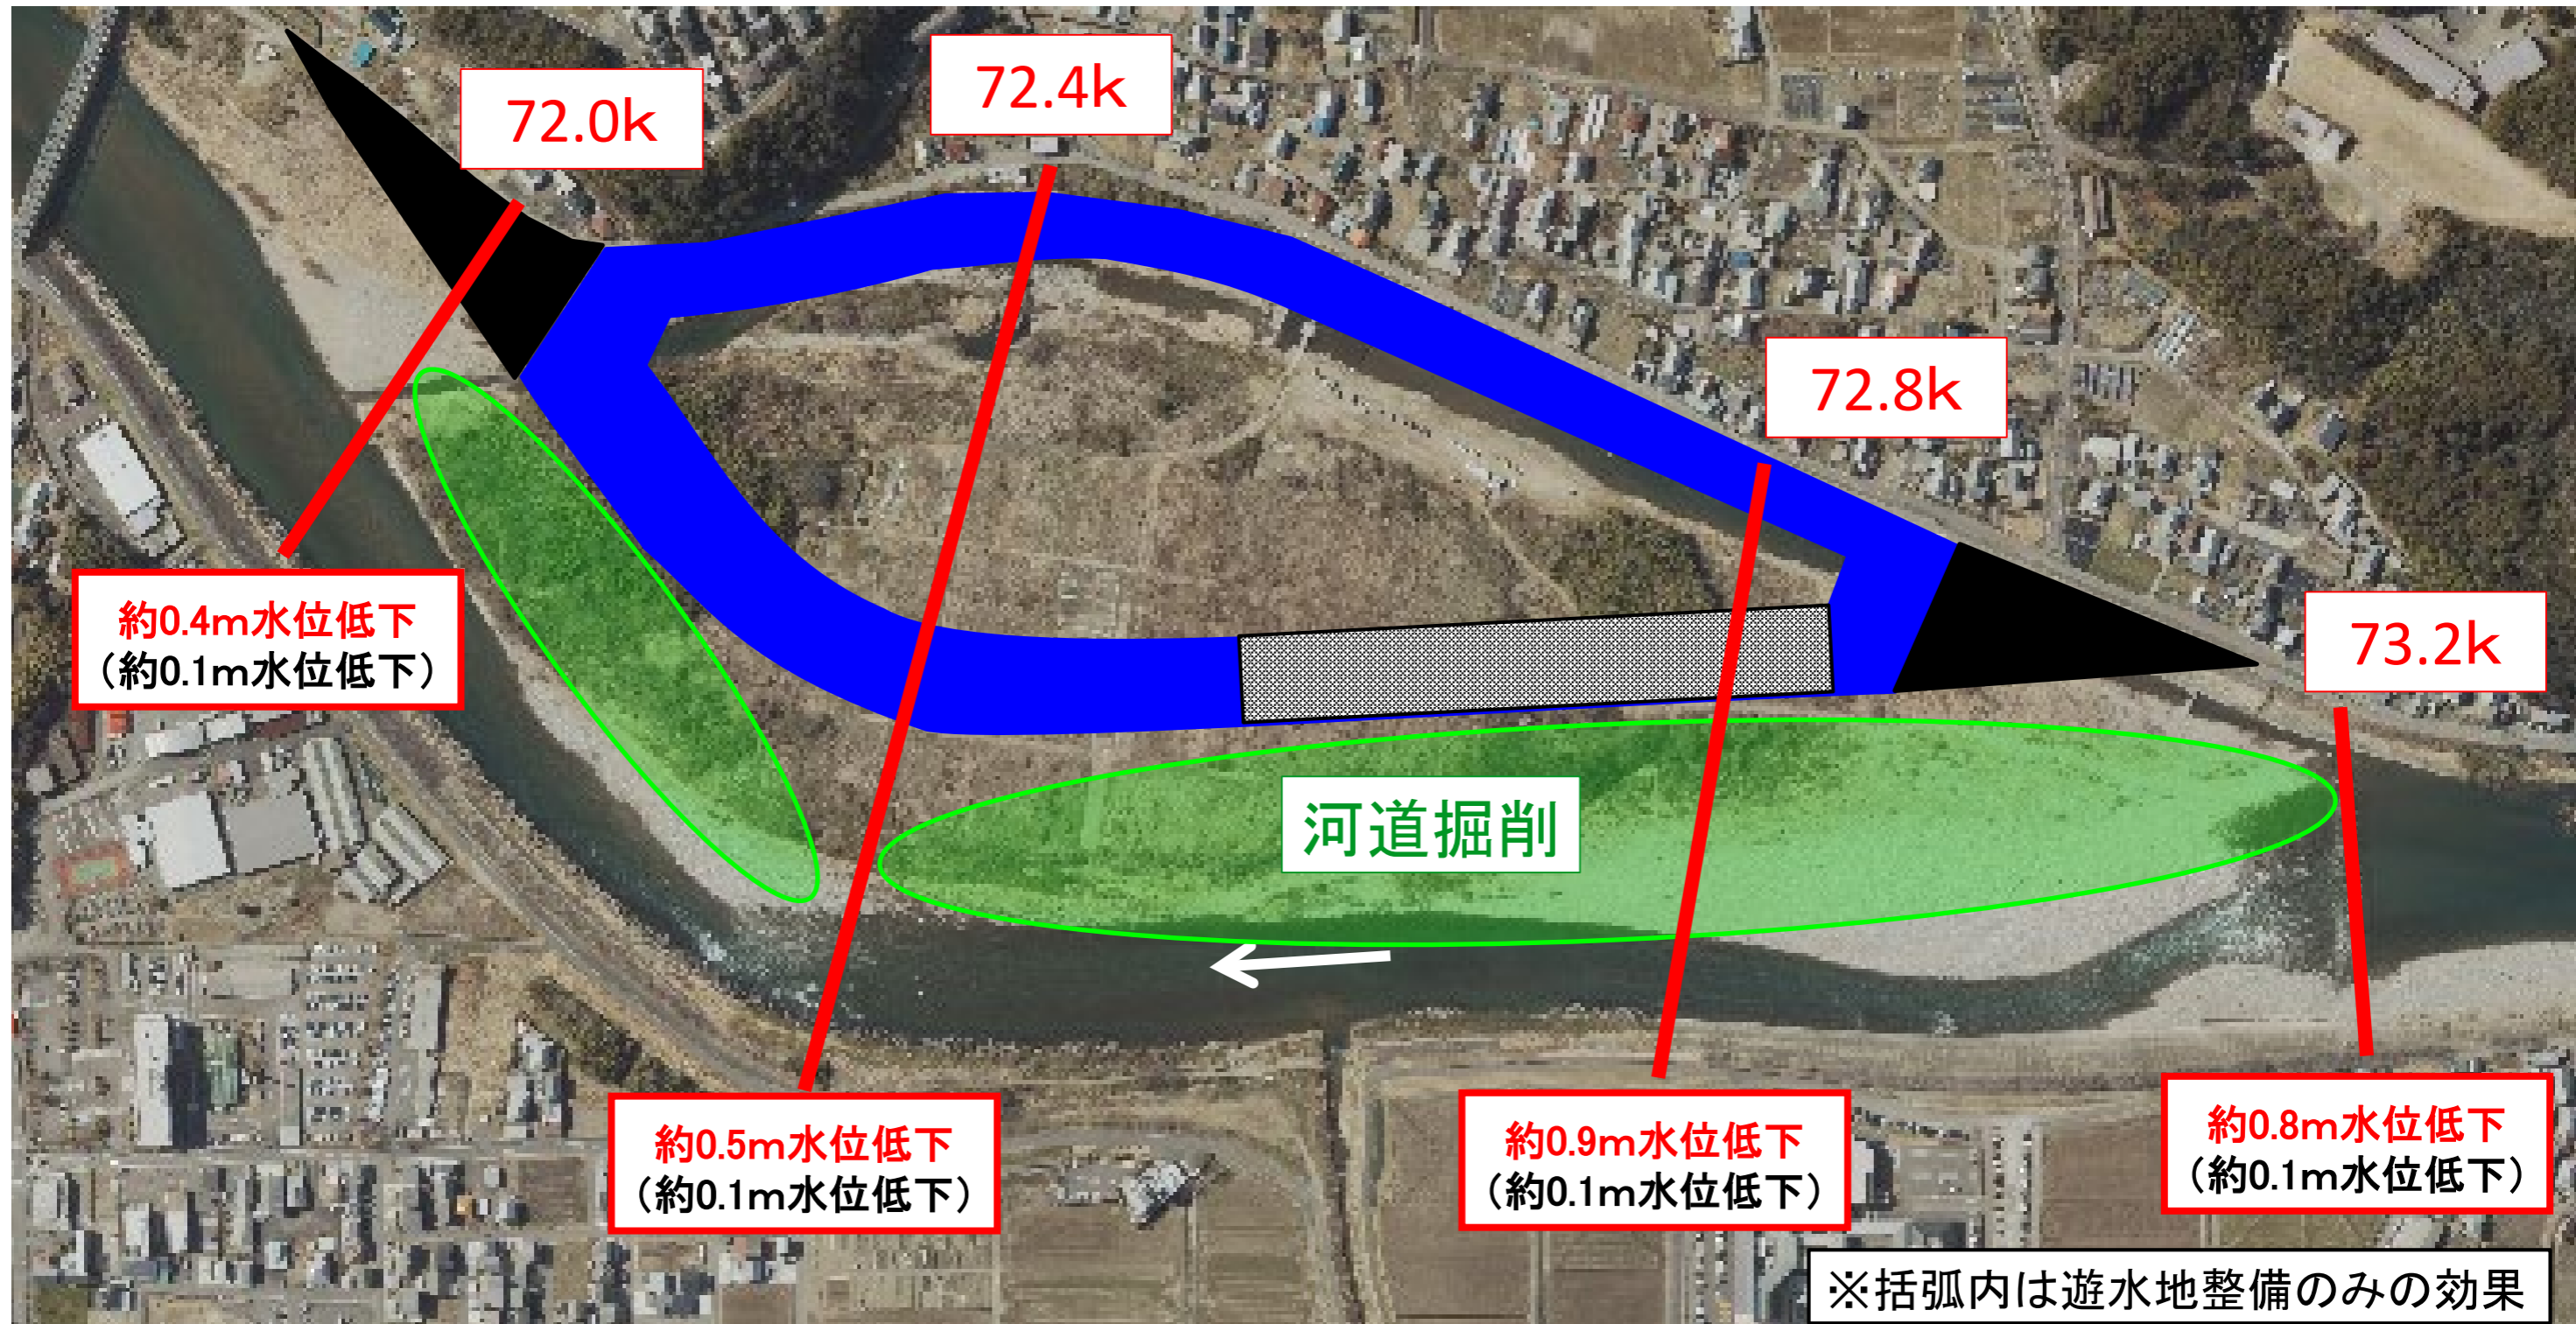 72.0k
72.4k
72.8k
73.2k
約0.4m水位低下
（約0.1m水位低下）
河道掘削
約0.5m水位低下
（約0.1m水位低下）
約0.9m水位低下
（約0.1m水位低下）
約0.8m水位低下
（約0.1m水位低下）
※括弧内は遊水地整備のみの効果